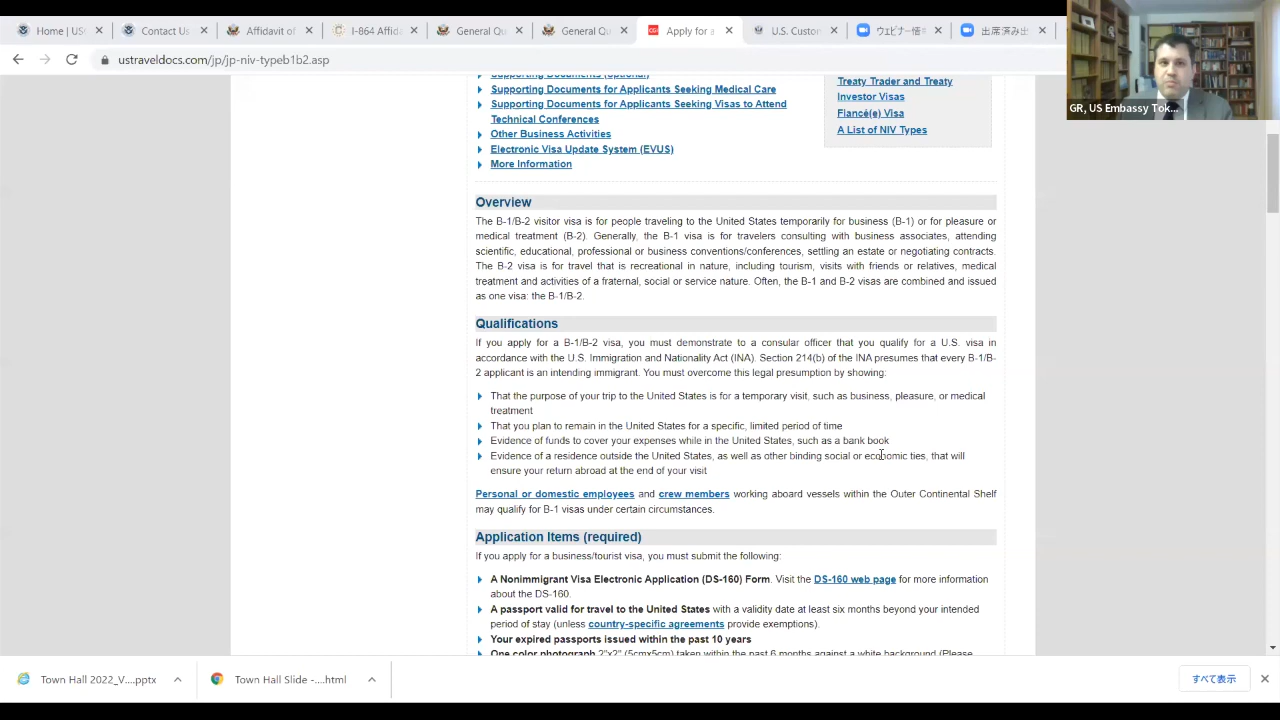 Home | US
Contact Us
Affidavit of
I-864 Affid
General Qu
General Qu
Apply for a
U.S. Custom
ウェビナー倍
出席済み出
ustraveldocs.com/jp/jp-niv-typeb1b2.asp
GR, US Embassy Tok...
Supporting Documents (optional)
Supporting Documents for Applicants Seeking Medical Care
Supporting Documents for Applicants Seeking Visas to Attend
Technical Conferences
Other Business Activities
Electronic Visa Update System (EVUS)
More Information
Treaty Trader and Treaty
Investor Visas
Fiancé(e) Visa
A List of NIV Types
Overview
The B-1/B-2 visitor visa is for people traveling to the United States temporarily for business (B-1) or for pleasure or
medical treatment (B-2). Generally, the B-1 visa is for travelers consulting with business associates, attending
scientific, educational, professional or business conventions/conferences, settling an estate or negotiating contracts.
The B-2 visa is for travel that is recreational in nature, including tourism, visits with friends or relatives, medical
treatment and activities of a fraternal, social or service nature. Often, the B-1 and B-2 visas are combined and issued
as one visa: the B-1/B-2.
Qualifications
If you apply for a B-1/B-2 visa, you must demonstrate to a consular officer that you qualify for a U.S. visa in
accordance with the U.S. Immigration and Nationality Act (INA). Section 214(b) of the INA presumes that every B-1/B-
2 applicant is an intending immigrant. You must overcome this legal presumption by showing:
That the purpose of your trip to the United States is for a temporary visit, such as business, pleasure, or medical
treatment
That you plan to remain in the United States for a specific, limited period of time
Evidence of funds to cover your expenses while in the United States, such as a bank book
Evidence of a residence outside the United States, as well as other binding social or economic ties, that will
ensure your return abroad at the end of your visit
Personal or domestic employees and crew members working aboard vessels within the Outer Continental Shelf
may qualify for B-1 visas under certain circumstances.
Application Items (required)
If you apply for a business/tourist visa, you must submit the following:
A Nonimmigrant Visa Electronic Application (DS-160) Form. Visit the DS-160 web page for more information
about the DS-160.
A passport valid for travel to the United States with a validity date at least six months beyond your intended
period of stay (unless country-specific agreements provide exemptions).
Your expired passports issued within the past 10 years
One color photograph 2"x2" (5cmx5cm) taken within the past 6 months against a white background (Please
Town Hall 2022_V....pptx
Town Hall Slide -....html
すべて表示